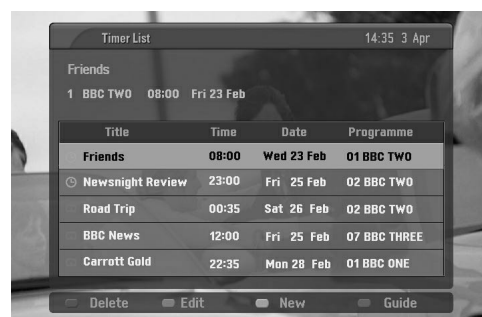 Timer List 14:35 3 Apr
Friends
1 BBC TWO 08:00 Fri 23 Feb
Title Time Date Programme
Friends 08:00 Wed 23 Feb 01 BBC TWO
Newsnight Review 23:00 Fri 25 Feb 02 BBC TWO
Road Trip 00:35 Sat 26 Feb 02 BBC TWO
BBC News 12:00 Fri 25 Feb 07 BBC THREE
Carrott Gold 22:35 Mon 28 Feb 01 BBC ONE
Delete Edit New Guide